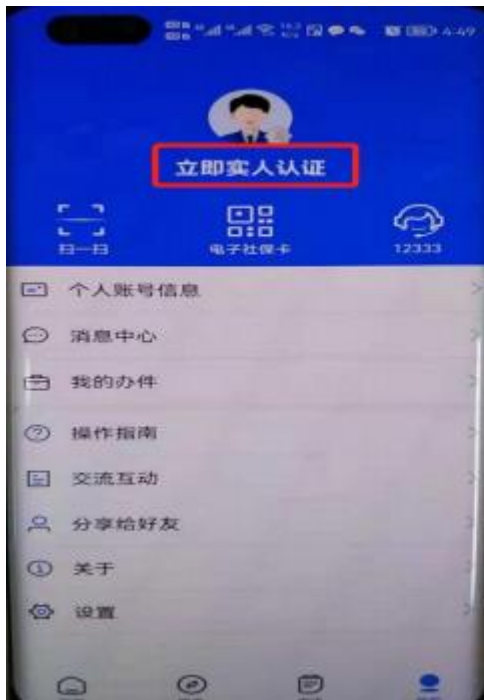 4:49
立即实人认证
扫一扫
电子社保卡
12333
个人账号信息
消息中心
我的办件
操作指南
交流互动
分享给好友
关于
设置